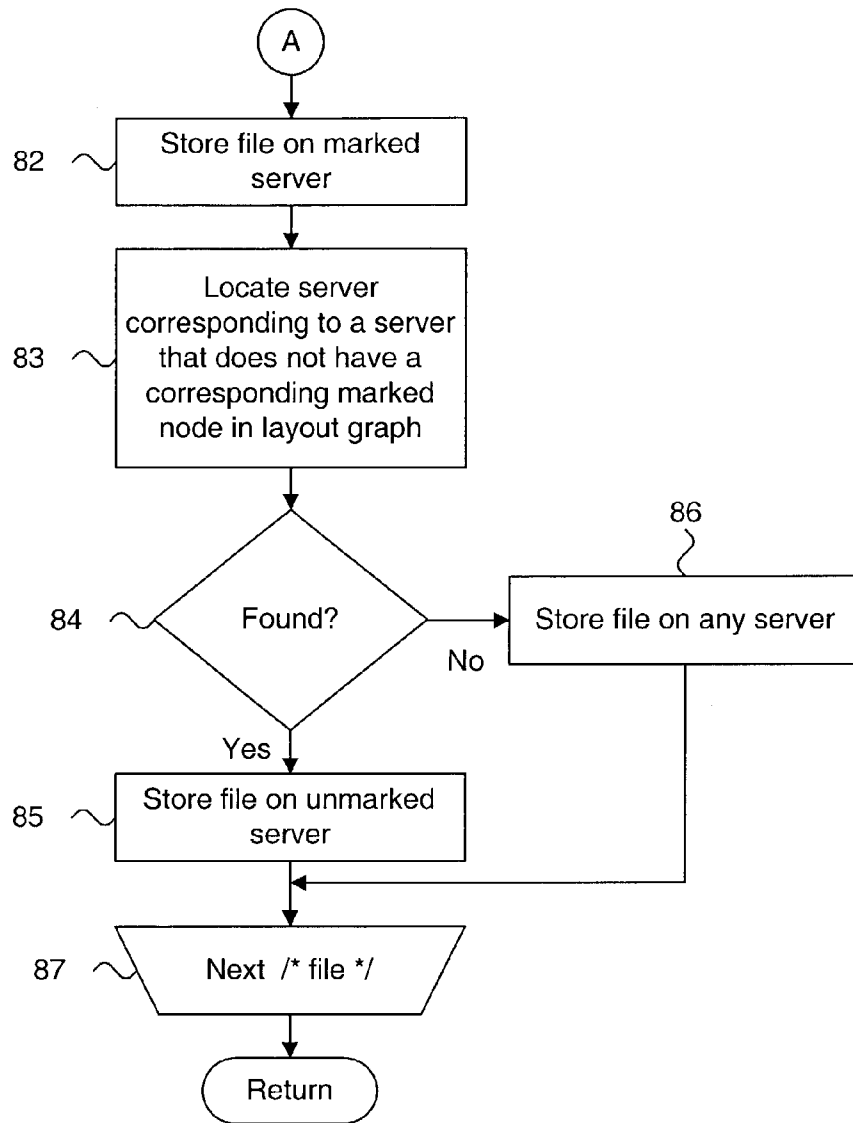 A
82
Store file on marked
server
83
Locate server
corresponding to a server
that does not have a
corresponding marked
node in layout graph
86
84
Found?
Store file on any server
No
Yes
85
Store file on unmarked
server
87
Next /* file */
Return